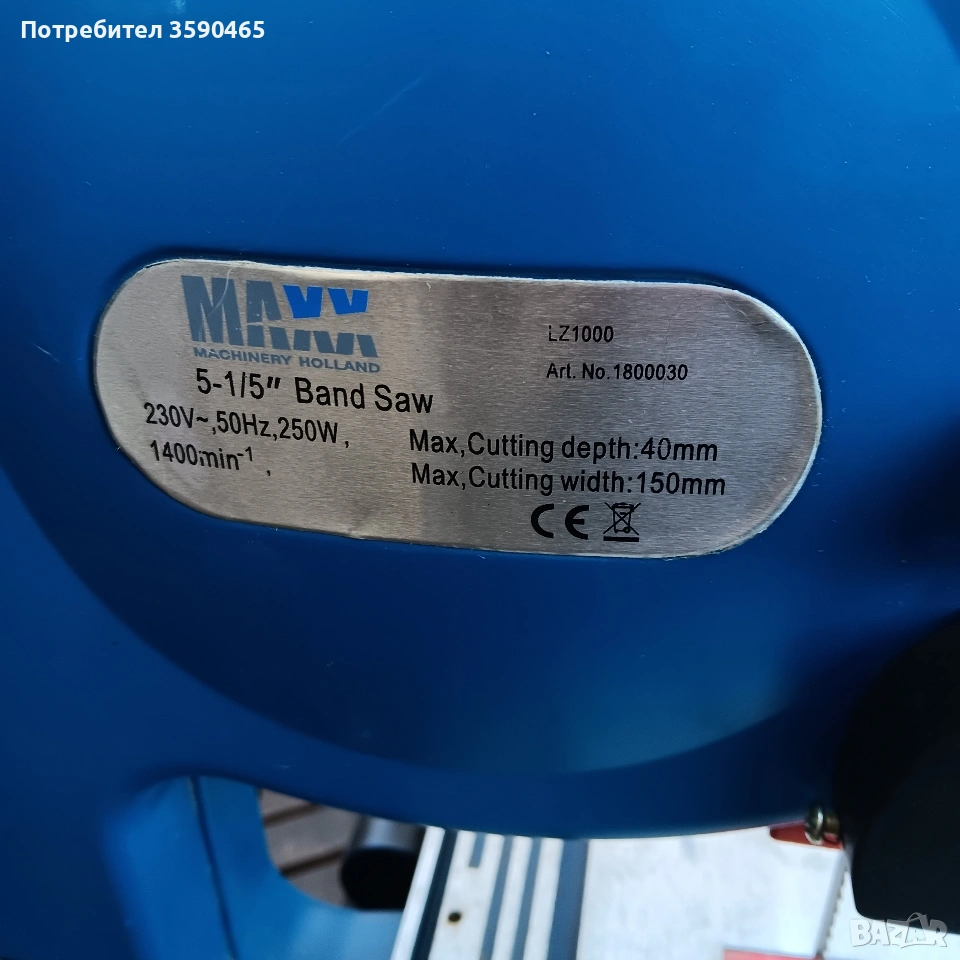 Потребител 3590465
MAXX
MACHINERY HOLLAND
5-1/5" Band Saw
230V~,50Hz,250W,
1400min-1,
LZ1000
Art. No.1800030
Max,Cutting depth:40mm
Max,Cutting width:150mm
CE
BAZAR